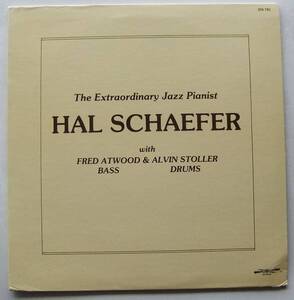 The Extraordinary Jazz Pianist
HAL SCHAEFER
with
FRED ATWOOD & ALVIN STOLLER
BASS DRUMS